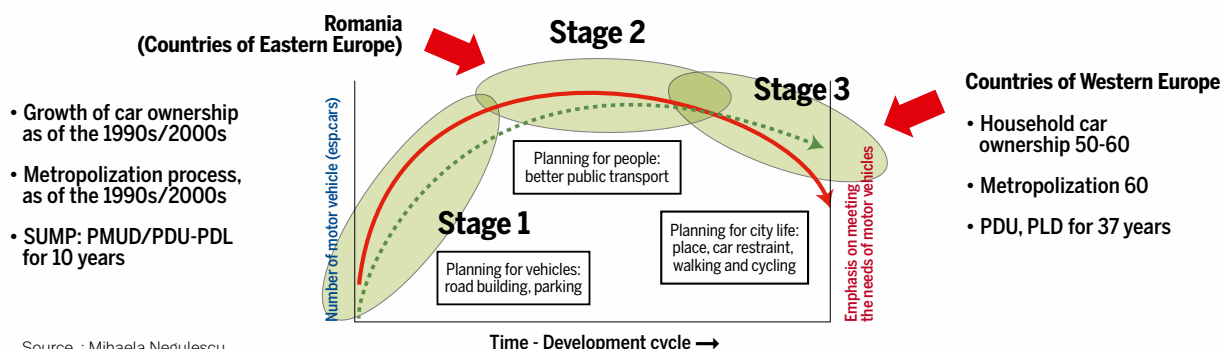 Romania
(Countries of Eastern Europe)
• Growth of car ownership
as of the 1990s/2000s
• Metropolization process,
as of the 1990s/2000s
• SUMP: PMUD/PDU-PDL
for 10 years
Number of motor vehicle (esp.cars)
Stage 1
Planning for vehicles:
road building, parking
Stage 2
Planning for people:
better public transport
Stage 3
Planning for city life:
place, car restraint,
walking and cycling
Emphasis on meeting
the needs of motor vehicles
Time - Development cycle →
Countries of Western Europe
• Household car
ownership 50-60
• Metropolization 60
• PDU, PLD for 37 years
Source : Mihaela Negulescu